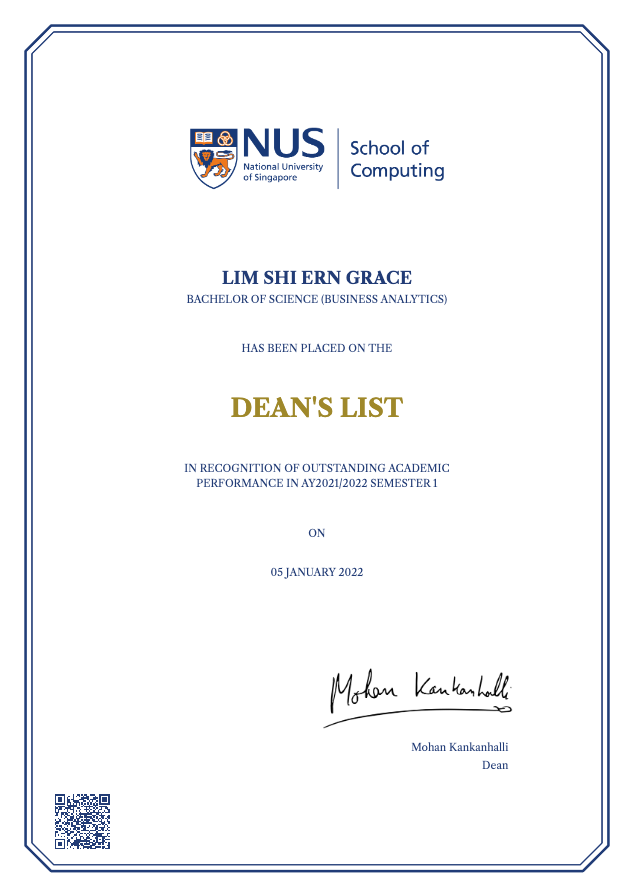 NUS
National University
of Singapore
School of
Computing
LIM SHI ERN GRACE
BACHELOR OF SCIENCE (BUSINESS ANALYTICS)
HAS BEEN PLACED ON THE
DEAN'S LIST
IN RECOGNITION OF OUTSTANDING ACADEMIC
PERFORMANCE IN AY2021/2022 SEMESTER 1
ON
05 JANUARY 2022
Mohan Kankanhalli
Mohan Kankanhalli
Dean